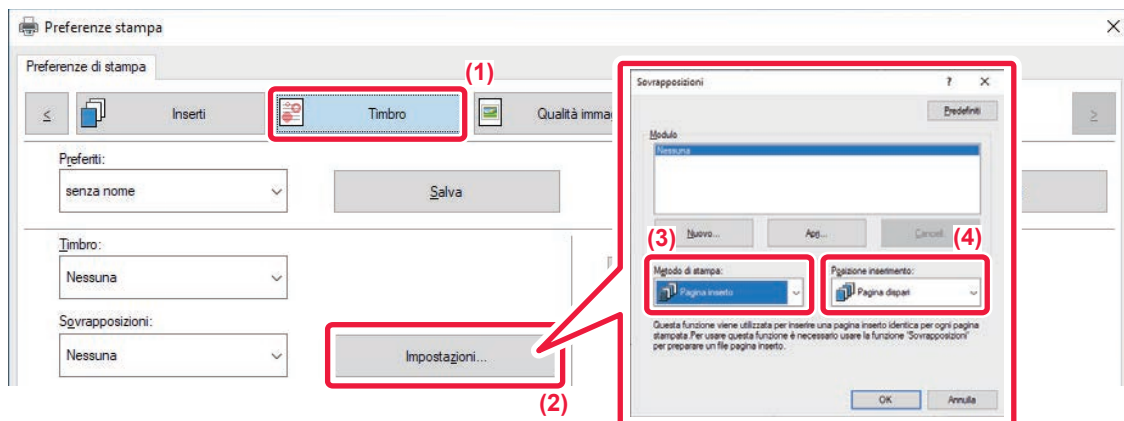 Preferenze stampa
Preferenze di stampa
(1)
≤
Inserti
Timbro
Qualità imma
≥
Preferiti:
senza nome
Salva
Timbro:
Nessuna
Sovrapposizioni:
Nessuna
Impostazioni...
(2)
Sovrapposizioni
?
Predefiniti
Modulo
Nessuna
Nuovo...
Apri...
Cancell.
(3)
(4)
Metodo di stampa:
Posizione inserimento:
Pagina inserto
Pagina dispari
Questa funzione viene utilizzata per inserire una pagina inserto identica per ogni pagina
stampata.Per usare questa funzione è necessario usare la funzione 'Sovrapposizioni'
per preparare un file pagina inserto.
OK
Annulla